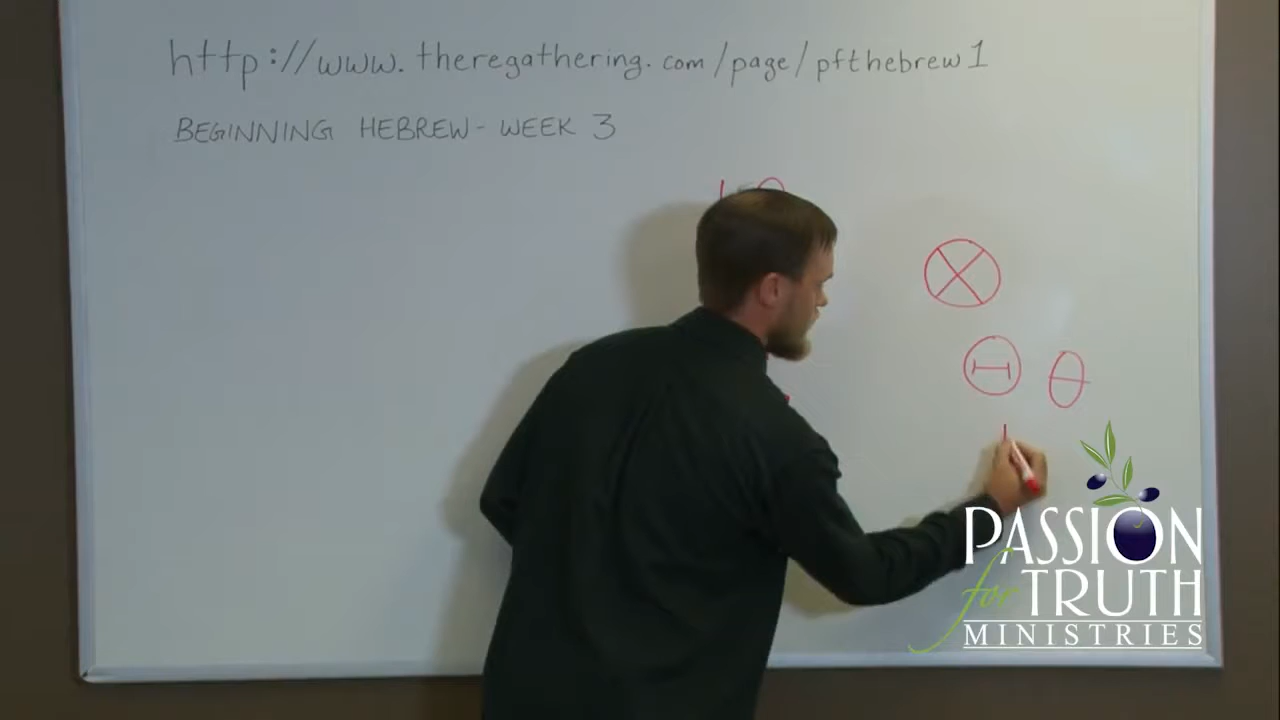 http://www.theregathering.com/page/pfthebrew1
BEGINNING HEBREW - WEEK 3
Θ θ
PASSION
for TRUTH
MINISTRIES